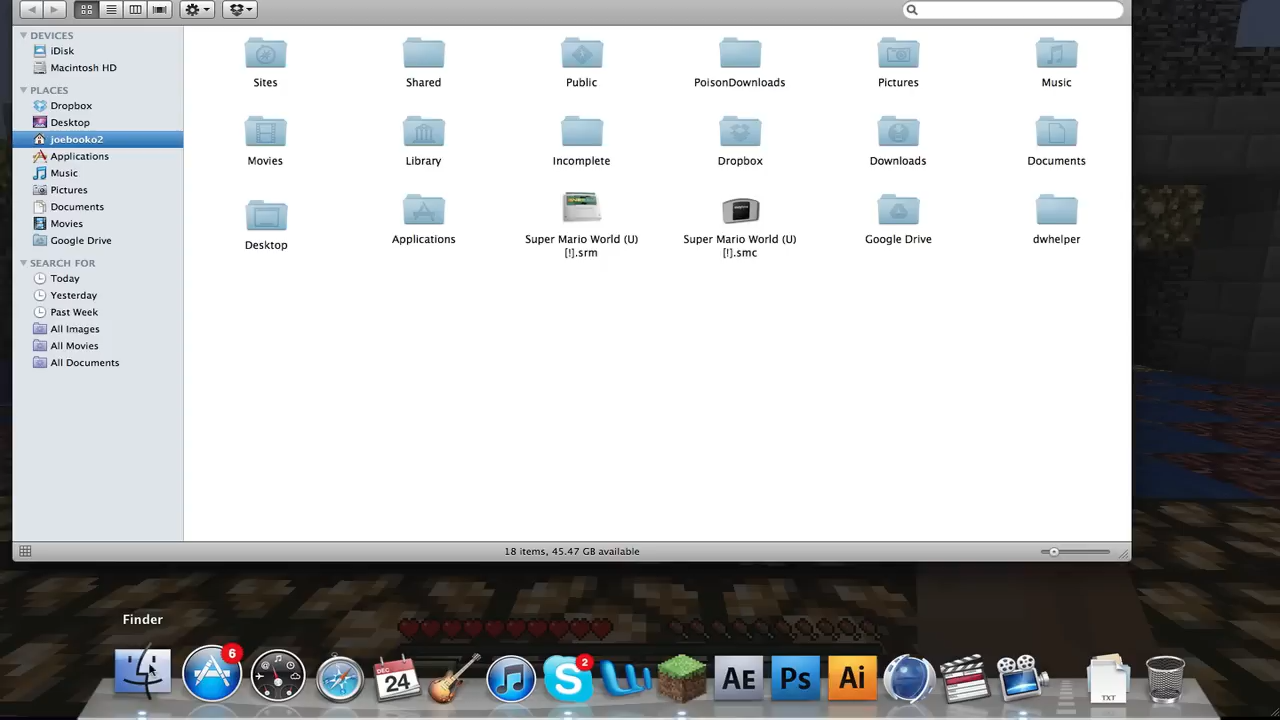 DEVICES
iDisk
Macintosh HD
PLACES
Dropbox
Desktop
joebooko2
Applications
Music
Pictures
Documents
Movies
Google Drive
SEARCH FOR
Today
Yesterday
Past Week
All Images
All Movies
All Documents
Sites
Shared
Public
PoisonDownloads
Pictures
Music
Movies
Library
Incomplete
Dropbox
Downloads
Documents
Desktop
Applications
Super Mario World (U)
[!].srm
Super Mario World (U)
[!].smc
Google Drive
dwhelper
18 items, 45.47 GB available
Finder
6
DEC
24
2
AE
Ps
Ai
TXT